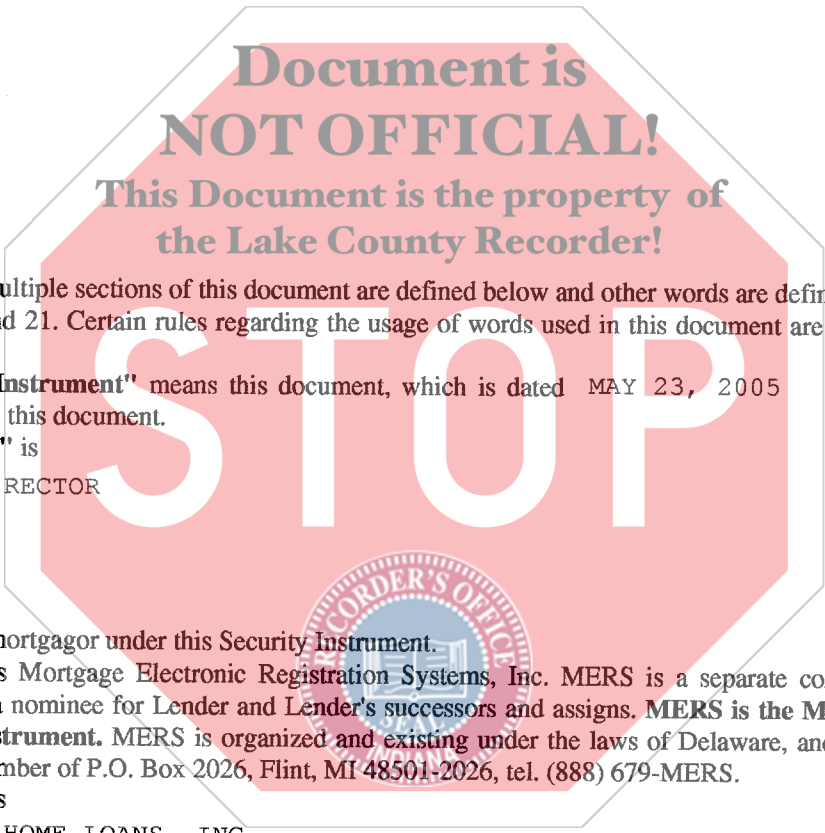 Document is
NOT OFFICIAL!
This Document is the property of
the Lake County Recorder!
ultiple sections of this document are defined below and other words are defin
d 21. Certain rules regarding the usage of words used in this document are
Instrument" means this document, which is dated MAY 23, 2005
this document.
" is
RECTOR
STOP
RECORDER'S OFFICE
nortgagor under this Security Instrument.
s Mortgage Electronic Registration Systems, Inc. MERS is a separate co
a nominee for Lender and Lender's successors and assigns. MERS is the M
SEAL
strument. MERS is organized and existing under the laws of Delaware, and
mber of P.O. Box 2026, Flint, MI 48501-2026, tel. (888) 679-MERS.
s
HOME LOANS, INC